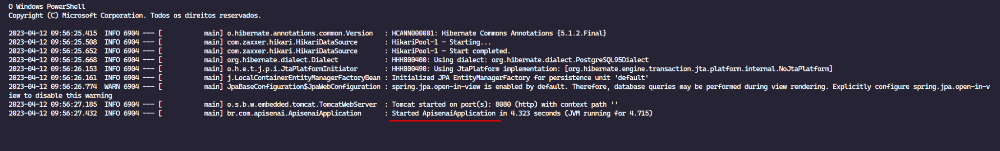 O Windows PowerShell
Copyright (C) Microsoft Corporation. Todos os direitos reservados.
2023-04-12 09:56:25.415  INFO 6904 --- [           main] o.hibernate.annotations.common.Version   : HCANN000001: Hibernate Commons Annotations {5.1.2.Final}
2023-04-12 09:56:25.508  INFO 6904 --- [           main] com.zaxxer.hikari.HikariDataSource       : HikariPool-1 - Starting...
2023-04-12 09:56:25.652  INFO 6904 --- [           main] com.zaxxer.hikari.HikariDataSource       : HikariPool-1 - Start completed.
2023-04-12 09:56:25.668  INFO 6904 --- [           main] org.hibernate.dialect.Dialect            : HHH000400: Using dialect: org.hibernate.dialect.PostgreSQL95Dialect
2023-04-12 09:56:26.153  INFO 6904 --- [           main] o.h.e.t.j.p.i.JtaPlatformInitiator       : HHH000490: Using JtaPlatform implementation: [org.hibernate.engine.transaction.jta.platform.internal.NoJtaPlatform]
2023-04-12 09:56:26.161  INFO 6904 --- [           main] j.LocalContainerEntityManagerFactoryBean : Initialized JPA EntityManagerFactory for persistence unit 'default'
2023-04-12 09:56:26.774  WARN 6904 --- [           main] JpaBaseConfiguration$JpaWebConfiguration : spring.jpa.open-in-view is enabled by default. Therefore, database queries may be performed during view rendering. Explicitly configure spring.jpa.open-in-v
iew to disable this warning
2023-04-12 09:56:27.185  INFO 6904 --- [           main] o.s.b.w.embedded.tomcat.TomcatWebServer  : Tomcat started on port(s): 8080 (http) with context path ''
2023-04-12 09:56:27.432  INFO 6904 --- [           main] br.com.apisenai.ApisenaiApplication      : Started ApisenaiApplication in 4.323 seconds (JVM running for 4.715)